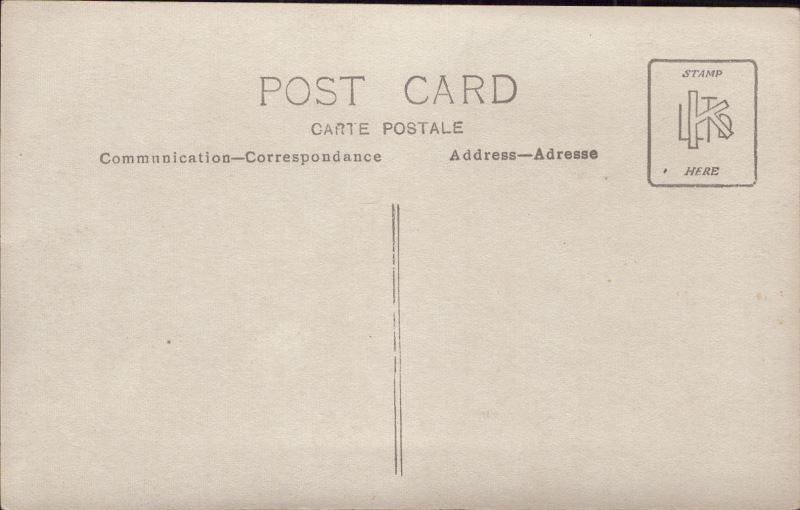 POST CARD
CARTE POSTALE
Communication—Correspondance
Address—Adresse
STAMP
HERE